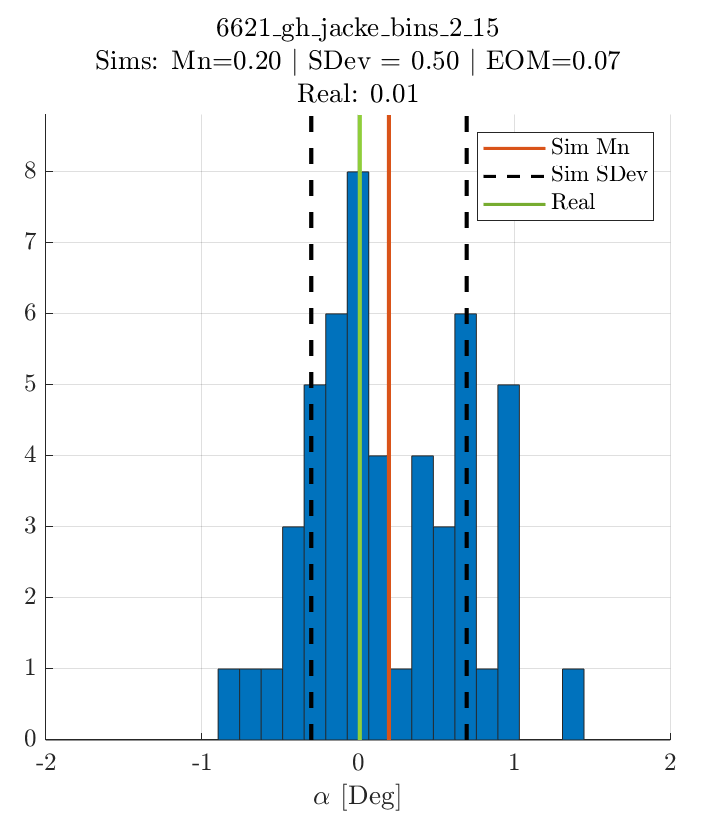 6621_gh_jacke_bins_2_15
Sims: Mn=0.20 | SDev = 0.50 | EOM=0.07
Real: 0.01
Sim Mn
Sim SDev
Real
8
7
6
5
4
3
2
1
0
-2 -1 0 1 2
α [Deg]